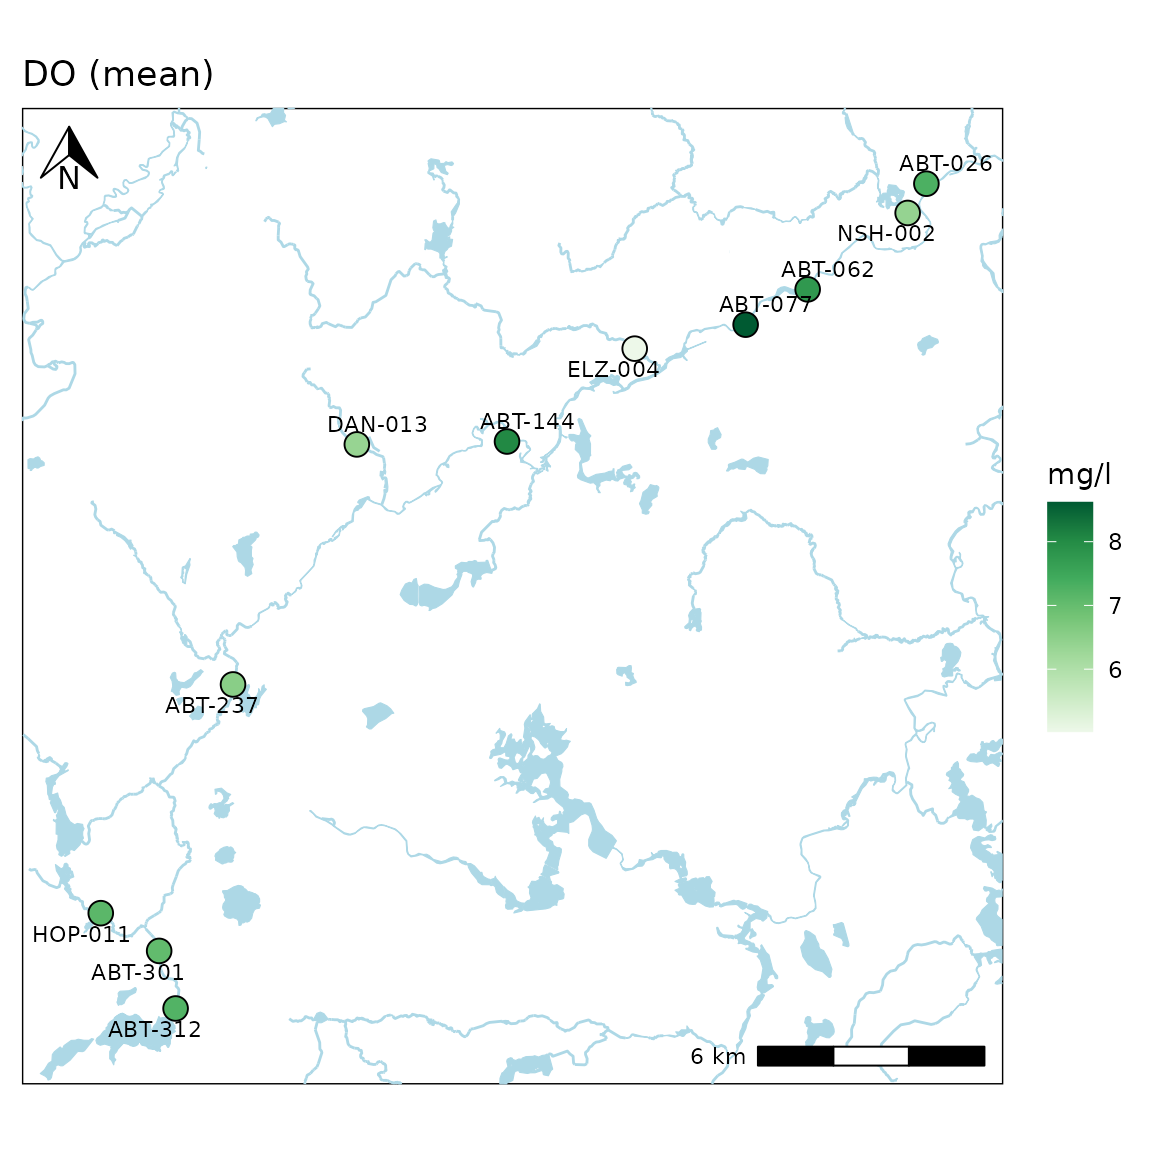 DO (mean)
N
ABT-026
NSH-002
ABT-062
ABT-077
ELZ-004
DAN-013
ABT-144
mg/l
8
7
6
ABT-237
HOP-011
ABT-301
ABT-312
6 km